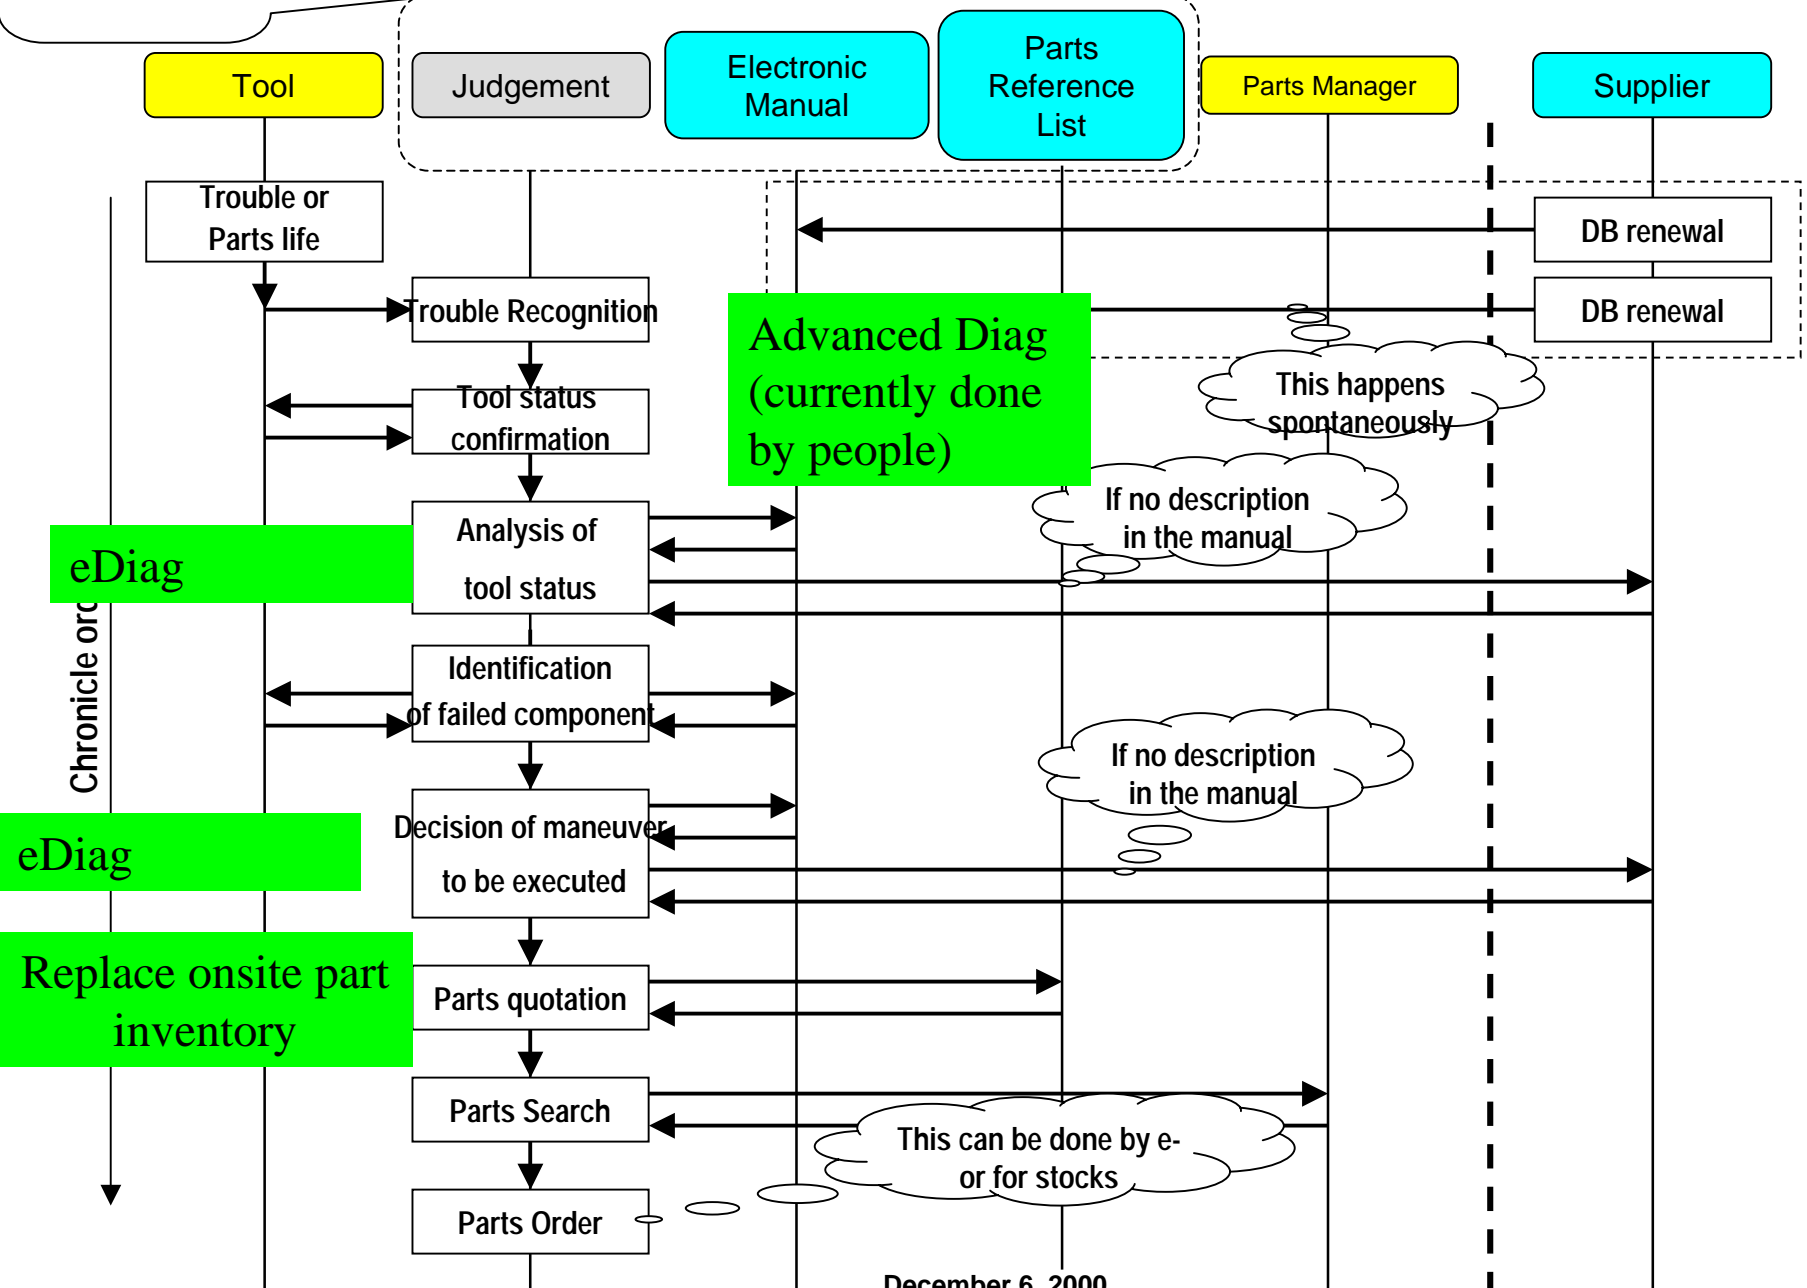 Tool
Judgement
Electronic
Manual
Parts
Reference
List
Parts Manager
Supplier
Trouble or
Parts life
DB renewal
Trouble Recognition
DB renewal
Advanced Diag
(currently done
by people)
This happens
spontaneously
Tool status
confirmation
If no description
in the manual
Analysis of
tool status
eDiag
Chronicle
Identification
of failed component
If no description
in the manual
Decision of maneuver
to be executed
eDiag
Replace onsite part
inventory
Parts quotation
Parts Search
This can be done by e-
or for stocks
Parts Order
December 6, 2000